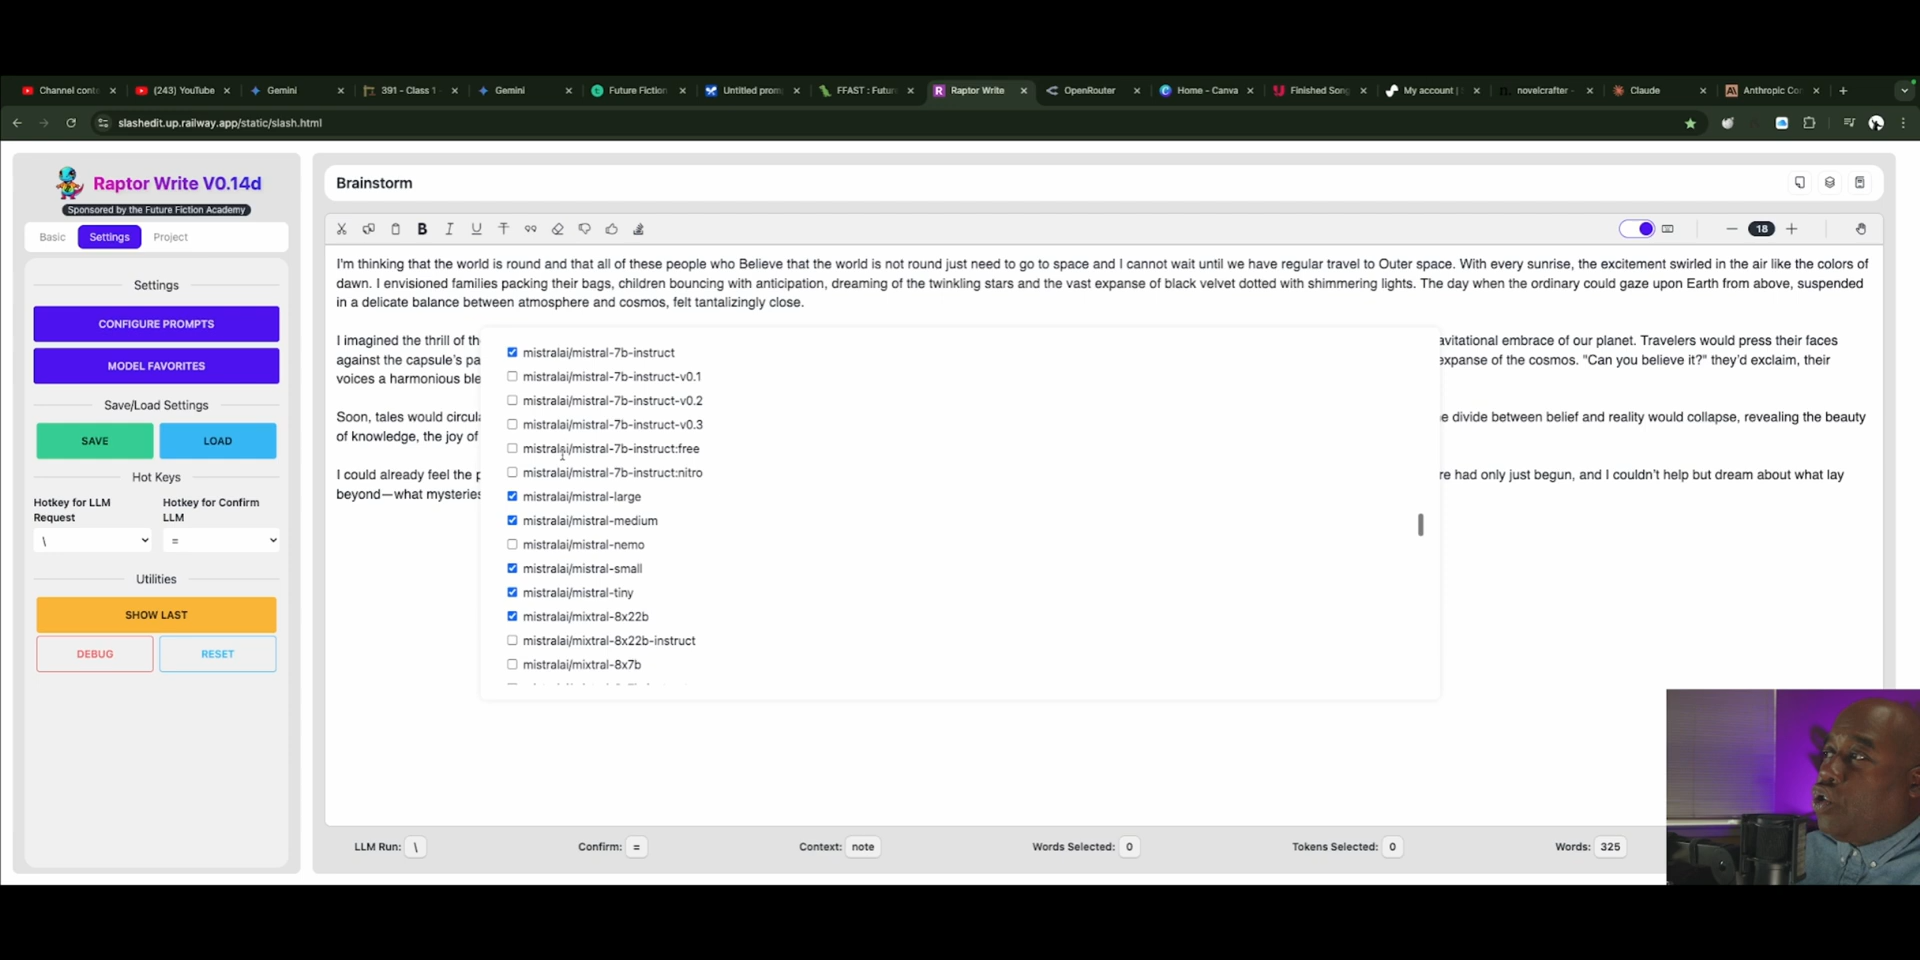 Channel conte
(243) YouTube
Gemini
391 - Class 1
Gemini
Future Fiction
Untitled prom
FFAST : Futur
Raptor Write
OpenRouter
Home - Canva
Finished Song
My account |
novelcrafter -
Claude
Anthropic Con
slashedit.up.railway.app/static/slash.html
Raptor Write V0.14d
Sponsored by the Future Fiction Academy
Basic Settings Project
Settings
CONFIGURE PROMPTS
MODEL FAVORITES
Save/Load Settings
SAVE LOAD
Hot Keys
Hotkey for LLM Request
Hotkey for Confirm LLM
\ =
Utilities
SHOW LAST
DEBUG RESET
Brainstorm
B I U T 18
I'm thinking that the world is round and that all of these people who Believe that the world is not round just need to go to space and I cannot wait until we have regular travel to Outer space. With every sunrise, the excitement swirled in the air like the colors of
dawn. I envisioned families packing their bags, children bouncing with anticipation, dreaming of the twinkling stars and the vast expanse of black velvet dotted with shimmering lights. The day when the ordinary could gaze upon Earth from above, suspended
in a delicate balance between atmosphere and cosmos, felt tantalizingly close.
I imagined the thrill of th avitational embrace of our planet. Travelers would press their faces
against the capsule's pa expanse of the cosmos. "Can you believe it?" they'd exclaim, their
voices a harmonious ble
Soon, tales would circula e divide between belief and reality would collapse, revealing the beauty
of knowledge, the joy of
I could already feel the p re had only just begun, and I couldn't help but dream about what lay
beyond—what mysteries
mistralai/mistral-7b-instruct
mistralai/mistral-7b-instruct-v0.1
mistralai/mistral-7b-instruct-v0.2
mistralai/mistral-7b-instruct-v0.3
mistralai/mistral-7b-instruct:free
mistralai/mistral-7b-instruct:nitro
mistralai/mistral-large
mistralai/mistral-medium
mistralai/mistral-nemo
mistralai/mistral-small
mistralai/mistral-tiny
mistralai/mixtral-8x22b
mistralai/mixtral-8x22b-instruct
mistralai/mixtral-8x7b
LLM Run: \ Confirm: = Context: note Words Selected: 0 Tokens Selected: 0 Words: 325